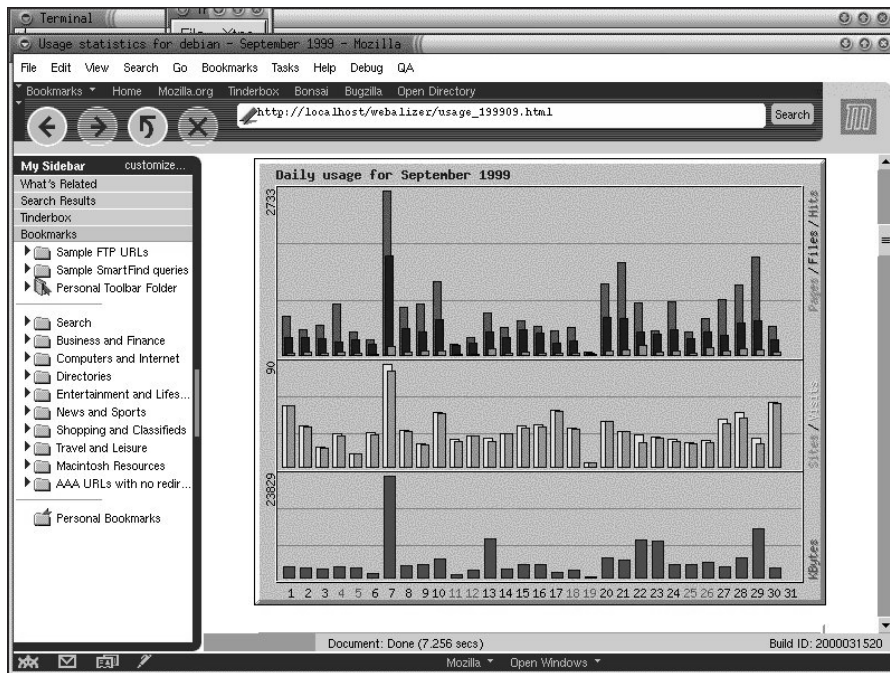 Terminal
File Xtns
Usage statistics for debian - September 1999 - Mozilla
File Edit View Search Go Bookmarks Tasks Help Debug QA
Bookmarks Home Mozilla.org Tinderbox Bonsai Bugzilla Open Directory
http://localhost/webalizer/usage_199909.html Search
My Sidebar customize...
What's Related
Search Results
Tinderbox
Bookmarks
Sample FTP URLs
Sample SmartFind queries
Personal Toolbar Folder
Search
Business and Finance
Computers and Internet
Directories
Entertainment and Lifes...
News and Sports
Shopping and Classifieds
Travel and Leisure
Macintosh Resources
AAA URLs with no redir...
Personal Bookmarks
Daily usage for September 1999
2733
Pages / Files / Hits
90
Sites / Visits
23829
KBytes
1 2 3 4 5 6 7 8 9 10 11 12 13 14 15 16 17 18 19 20 21 22 23 24 25 26 27 28 29 30 31
Document: Done (7.256 secs) Build ID: 2000031520
Mozilla Open Windows